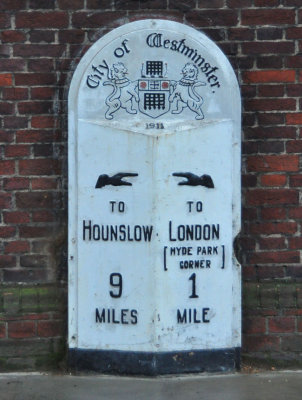 City of Westminster
1911
TO
HOUNSLOW
9
MILES
TO
LONDON
[HYDE PARK
CORNER]
1
MILE